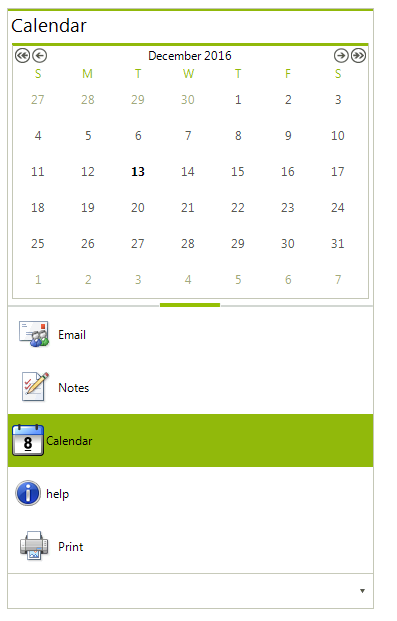 Calendar
December 2016
S M T W T F S
27 28 29 30 1 2 3
4 5 6 7 8 9 10
11 12 13 14 15 16 17
18 19 20 21 22 23 24
25 26 27 28 29 30 31
1 2 3 4 5 6 7
Email
Notes
8 Calendar
help
Print